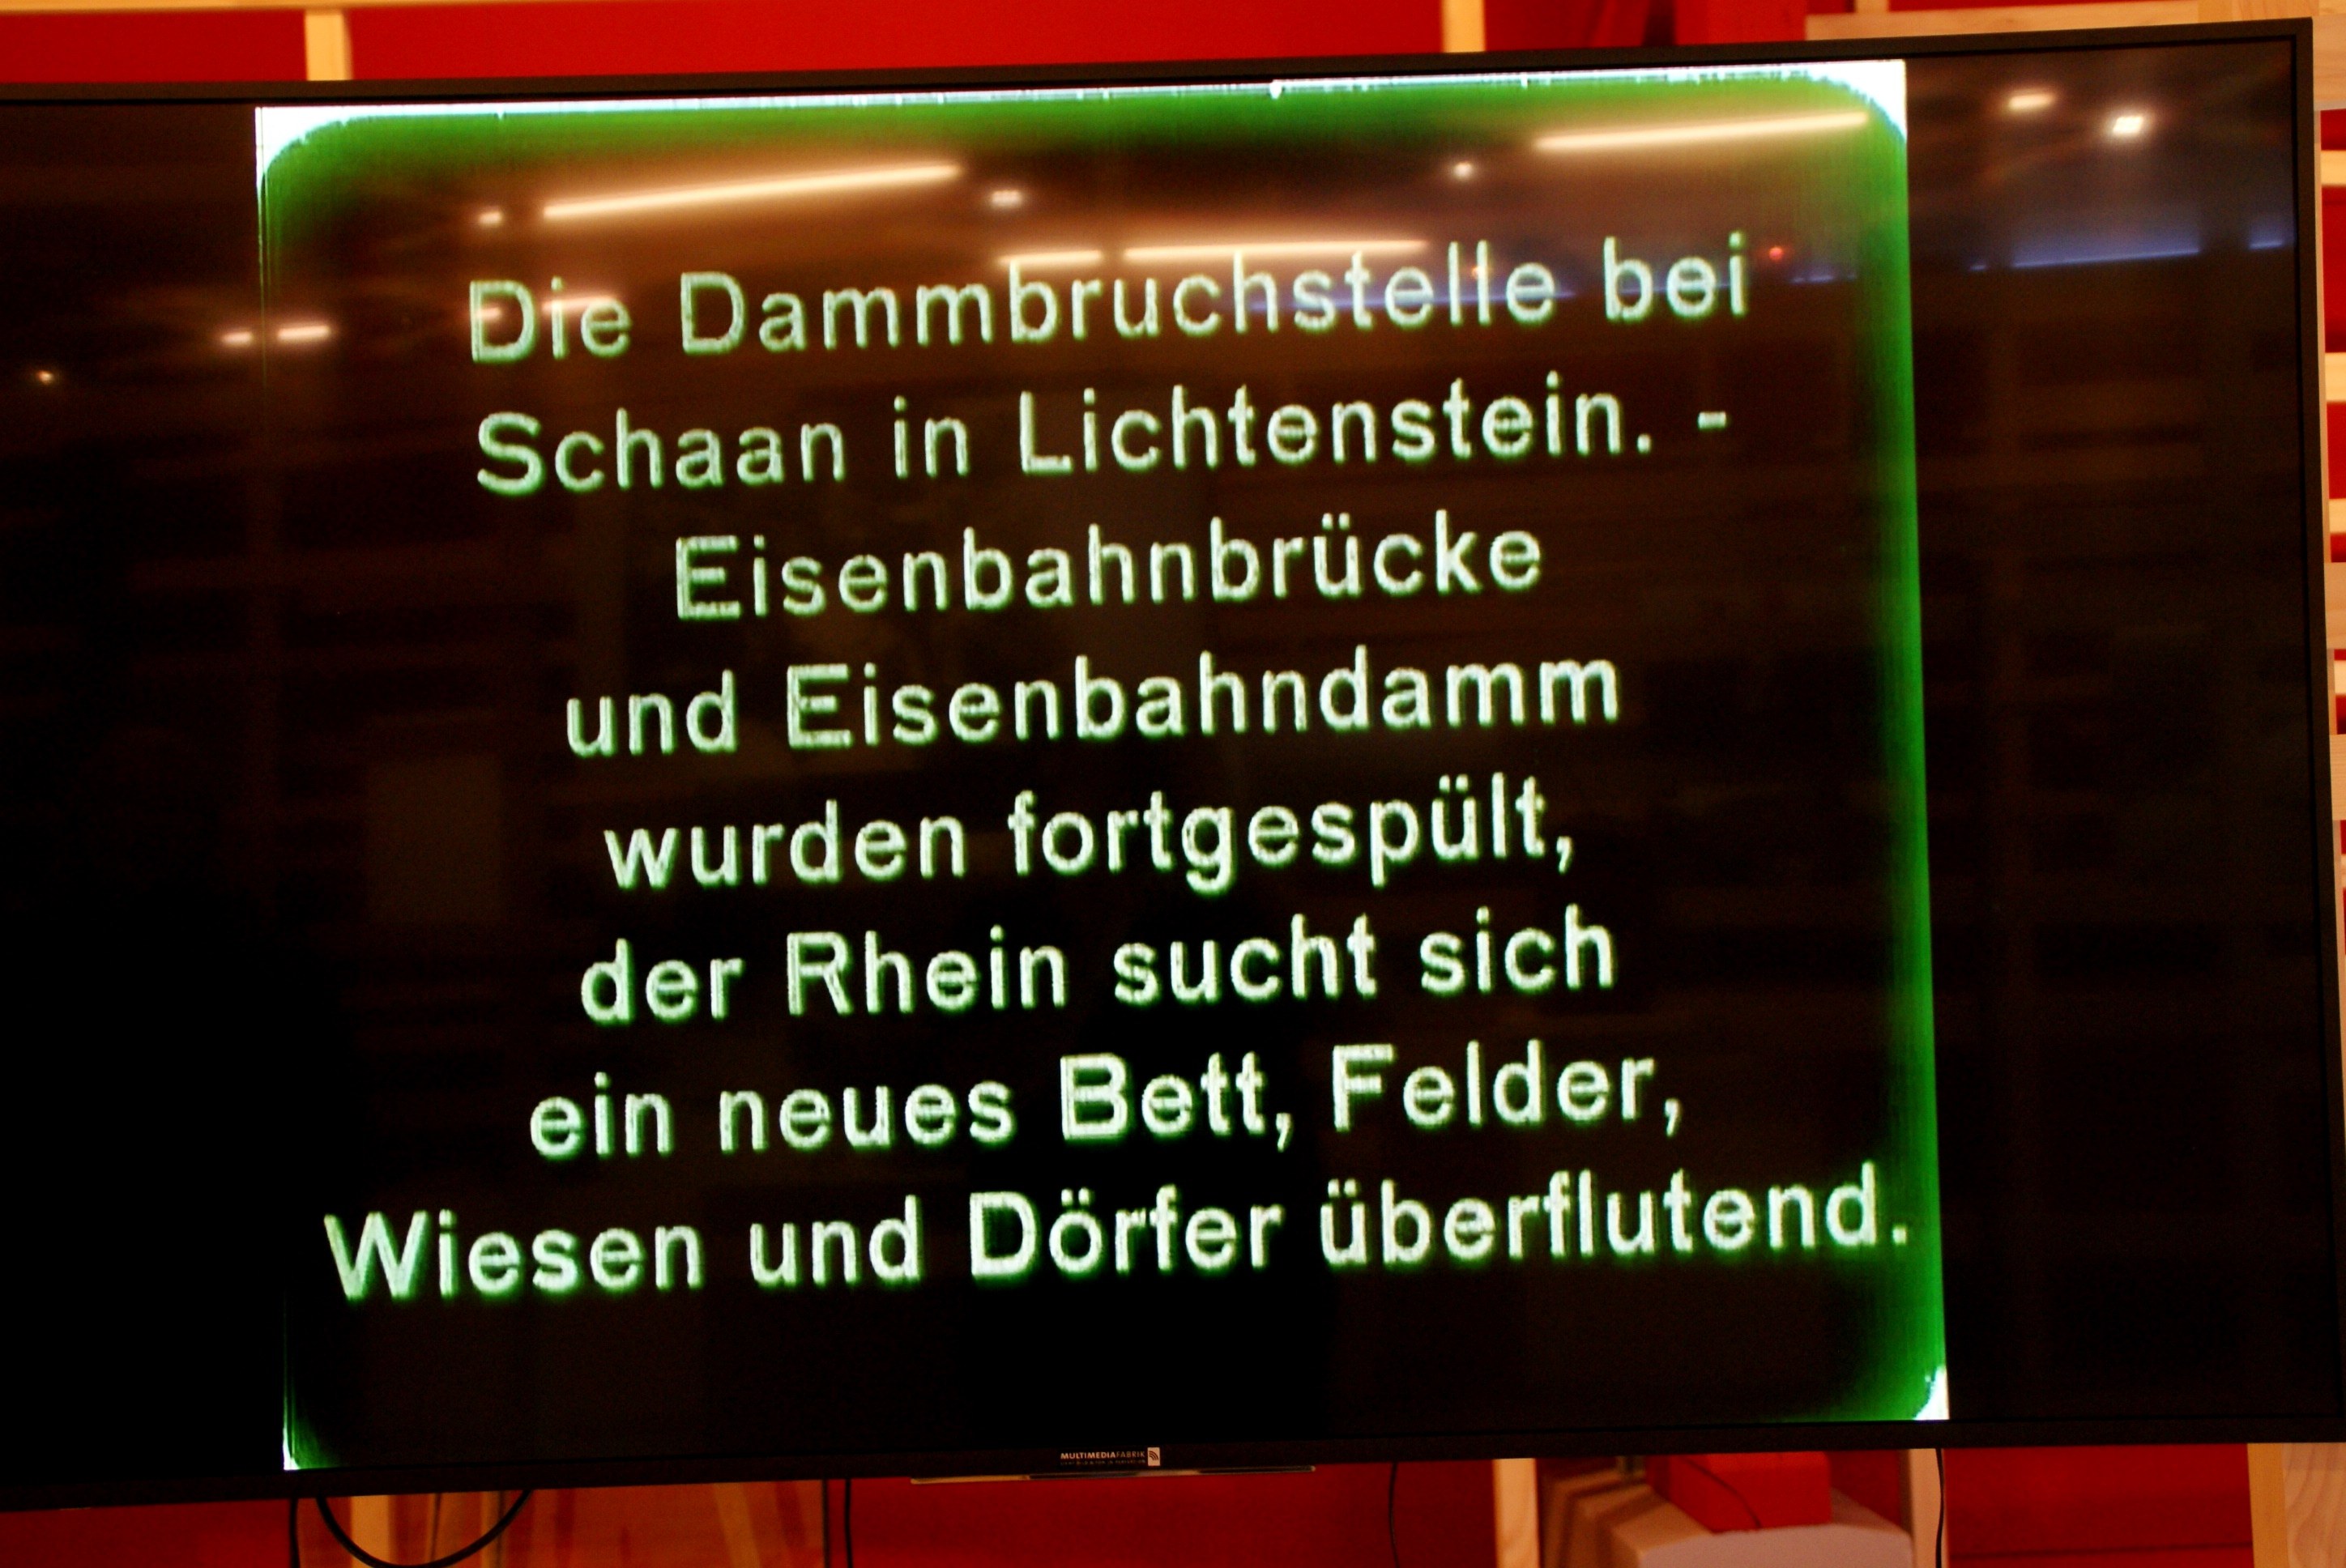 Die Dammbruchstelle bei
Schaan in Lichtenstein. -
Eisenbahnbrücke
und Eisenbahndamm
wurden fortgespült,
der Rhein sucht sich
ein neues Bett, Felder,
Wiesen und Dörfer überflutend.
MULTIMEDIAFABRIK